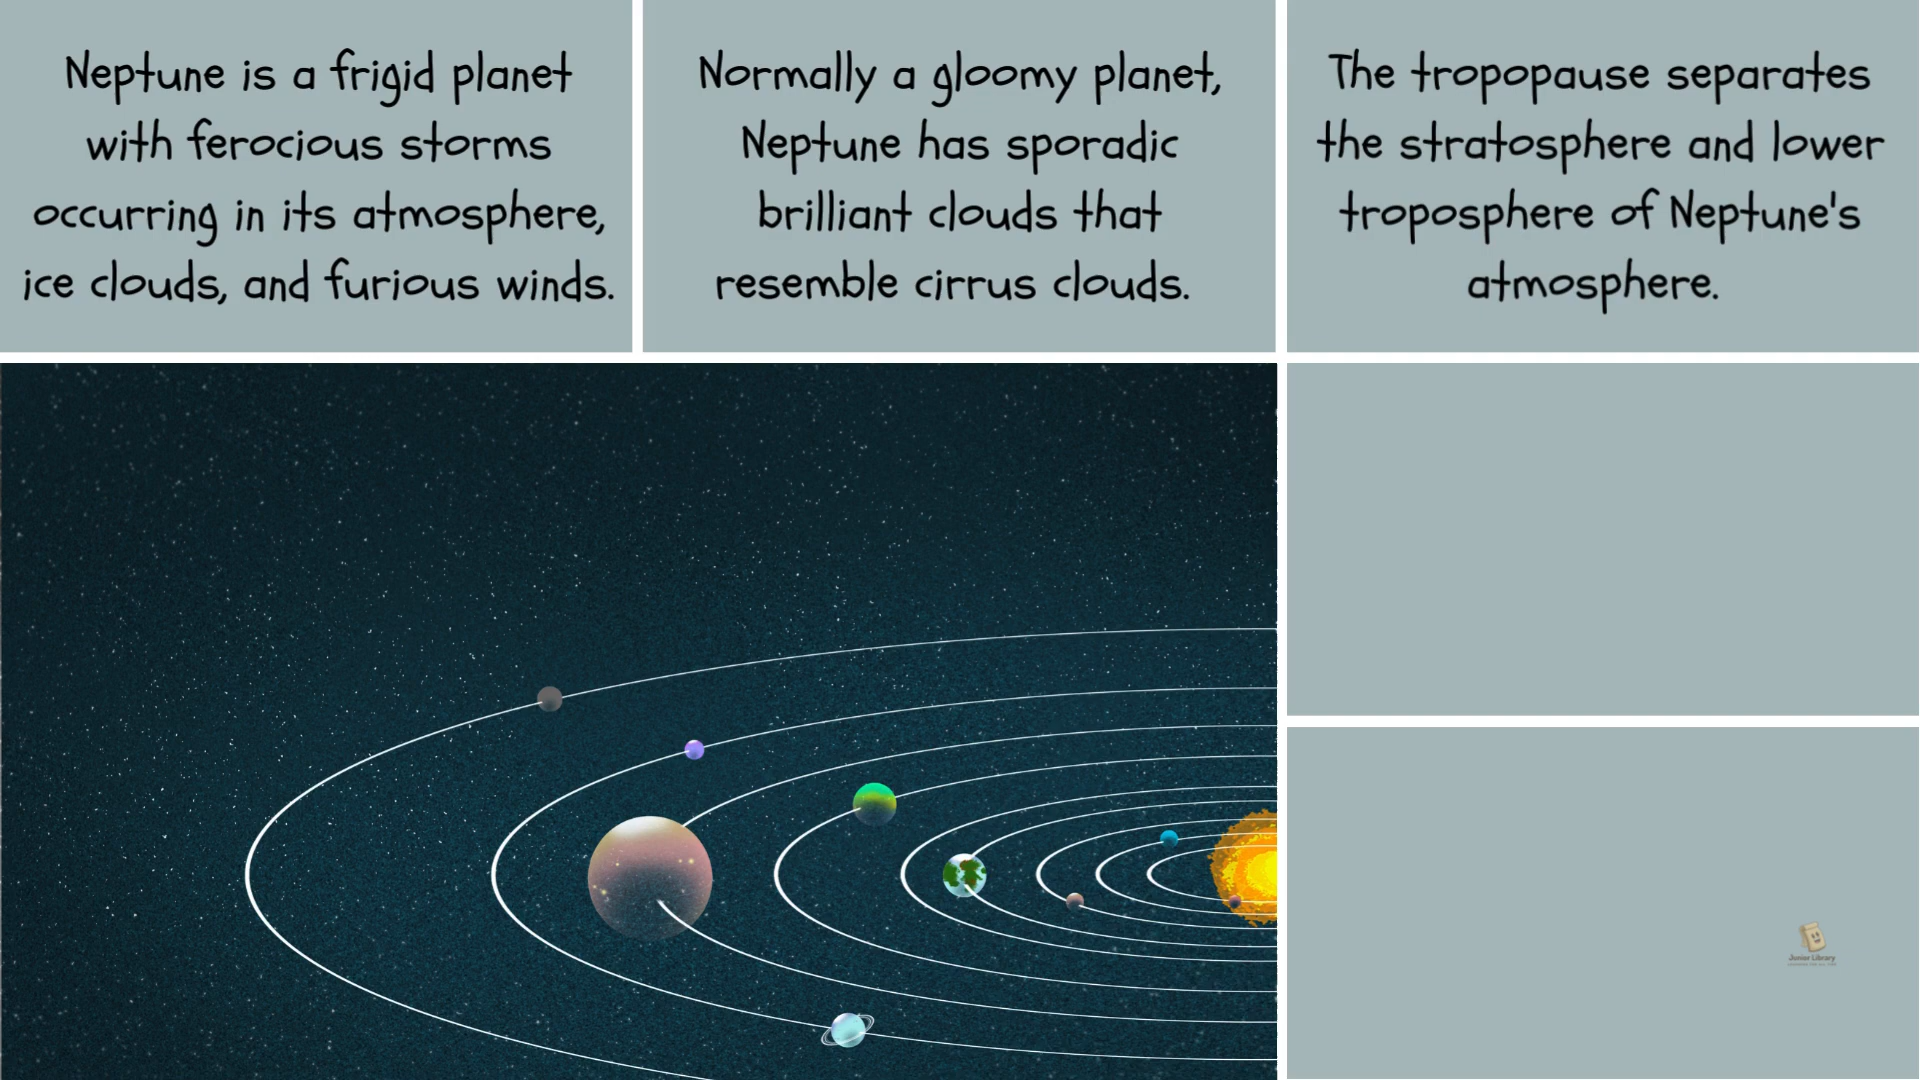 Neptune is a frigid planet
with ferocious storms
occurring in its atmosphere,
ice clouds, and furious winds.
Normally a gloomy planet,
Neptune has sporadic
brilliant clouds that
resemble cirrus clouds.
The tropopause separates
the stratosphere and lower
troposphere of Neptune's
atmosphere.
Junior Library